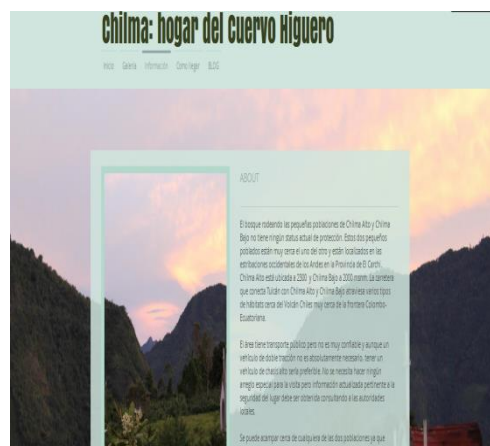 Chilma: hogar del Cuervo Higuero
Inicio Galeria Información Como llegar BLOG
ABOUT
El bosque rodeando las pequeñas poblaciones de Chilma Alto y Chilma
Bajo no tiene ningún status actual de protección. Estos dos pequeños
poblados están muy cerca el uno del otro y están localizados en las
estribaciones occidentales de los Andes en la Provincia de El Carchi.
Chilma Alto está ubicada a 2300 y Chilma Bajo a 2000 msnm. La carretera
que conecta Tulcán con Chilma Alto y Chilma Bajo atraviesa varios tipos
de hábitats cerca del Volcán Chiles muy cerca de la frontera Colombo-
Ecuatoriana.
El área tiene transporte público pero no es muy confiable y aunque un
vehículo de doble tracción no es absolutamente necesario, tener un
vehículo de chasis alto sería preferible. No se necesita hacer ningún
arreglo especial para la visita pero información actualizada pertinente a la
seguridad del lugar debe ser obtenida consultando a las autoridades
locales.
Se puede acampar cerca de cualquiera de las dos poblaciones ya que